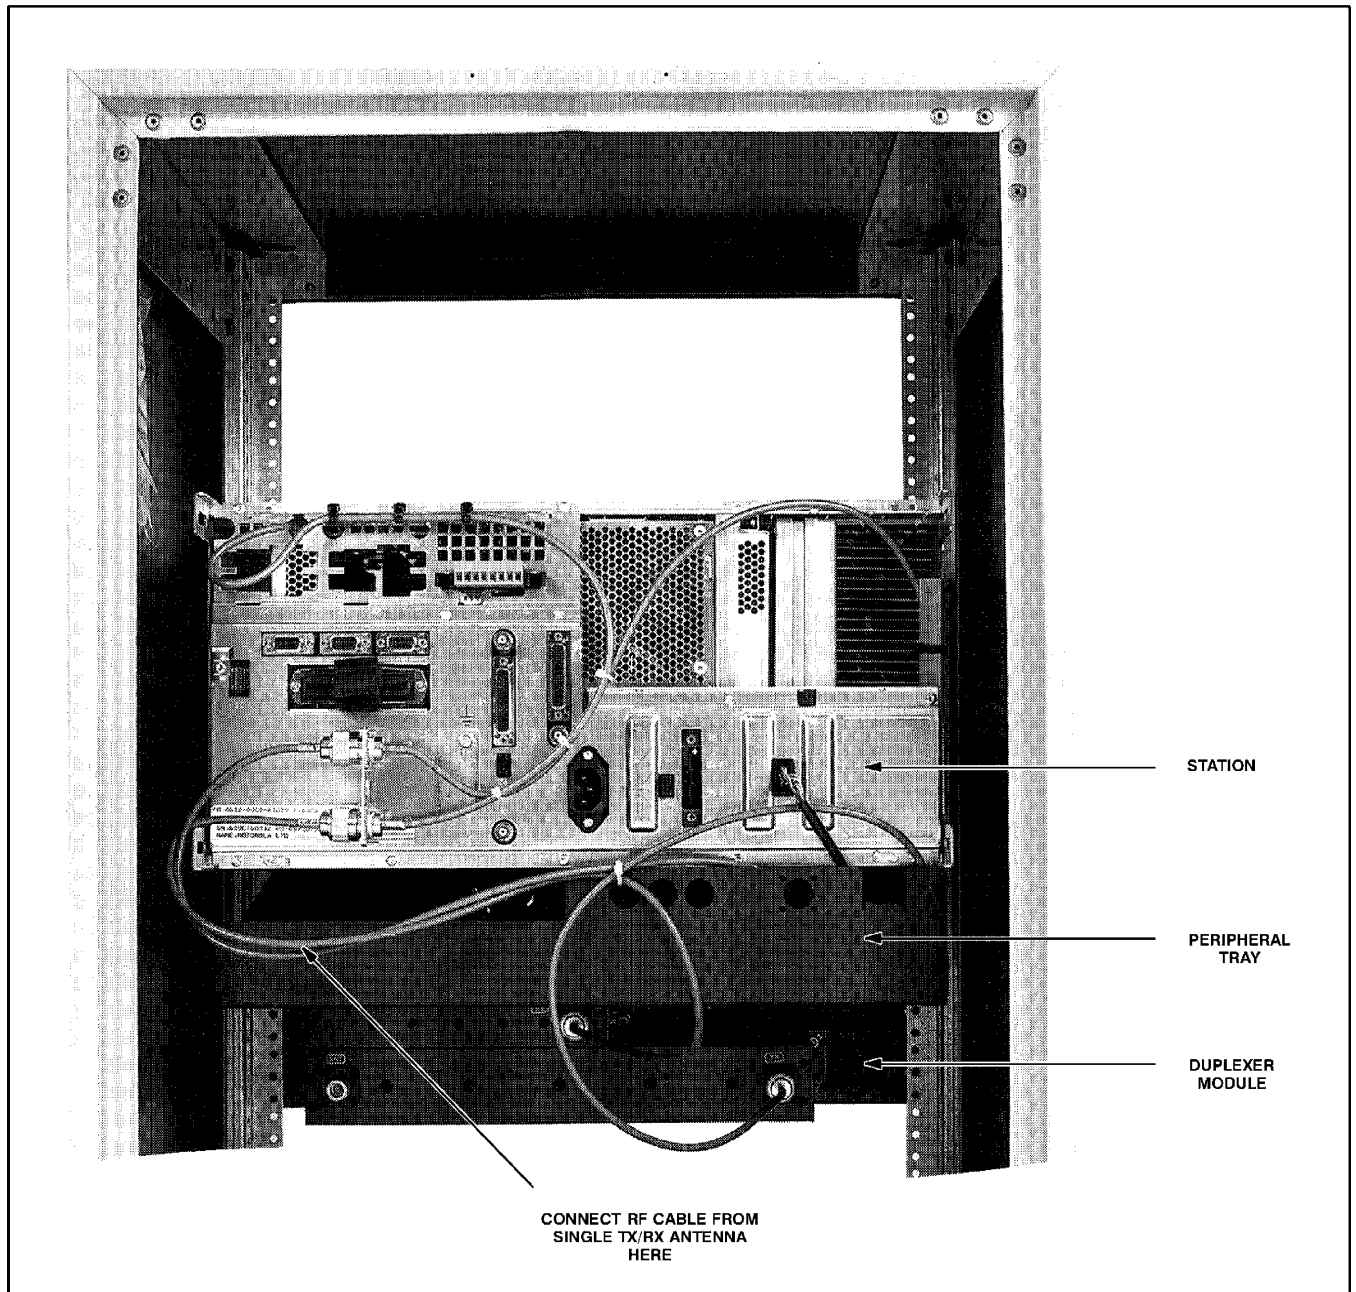 STATION
PERIPHERAL
TRAY
DUPLEXER
MODULE
CONNECT RF CABLE FROM
SINGLE TX/RX ANTENNA
HERE